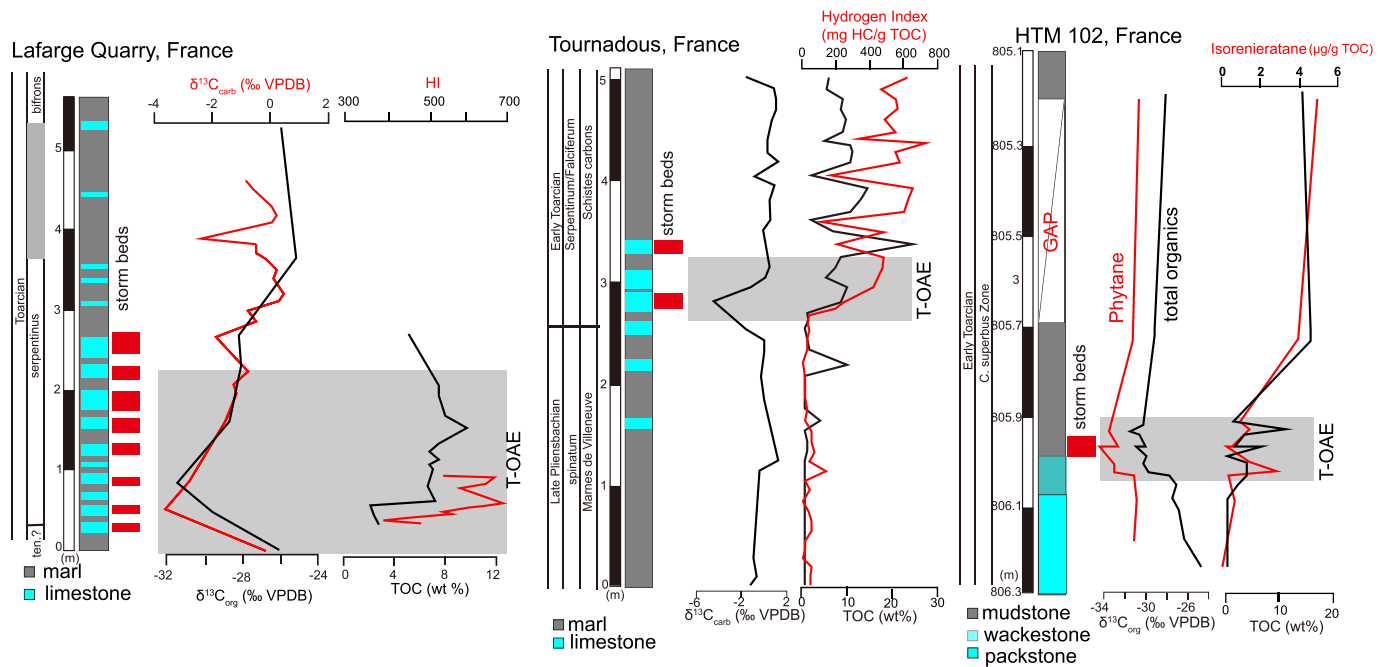 Lafarge Quarry, France
δ¹³Ccarb (‰ VPDB)
-4 -2 0 2
HI
300 500 700
Toarcian
bifrons
serpentinus
ten.?
5
4
3
2
1
0
(m)
storm beds
T-OAE
-32 -28 -24
δ¹³Corg (‰ VPDB)
0 4 8 12
TOC (wt %)
marl
limestone
Tournadous, France
Hydrogen Index
(mg HC/g TOC)
0 200 400 600 800
Early Toarcian
Serpentinum/Falciferum
Schistes carbons
Late Pliensbachian
spinatum
Marnes de Villeneuve
5
4
3
2
1
0
(m)
storm beds
T-OAE
-6 -2 2
δ¹³Ccarb (‰ VPDB)
0 10 20 30
TOC (wt%)
marl
limestone
HTM 102, France
Isorenieratane (µg/g TOC)
0 2 4 6
Early Toarcian
C. superbus Zone
805.1
805.3
805.5
3
805.7
805.9
806.1
(m)
806.3
GAP
storm beds
Phytane
total organics
T-OAE
-34 -30 -26
δ¹³Corg (‰ VPDB)
0 10 20
TOC (wt%)
mudstone
wackestone
packstone